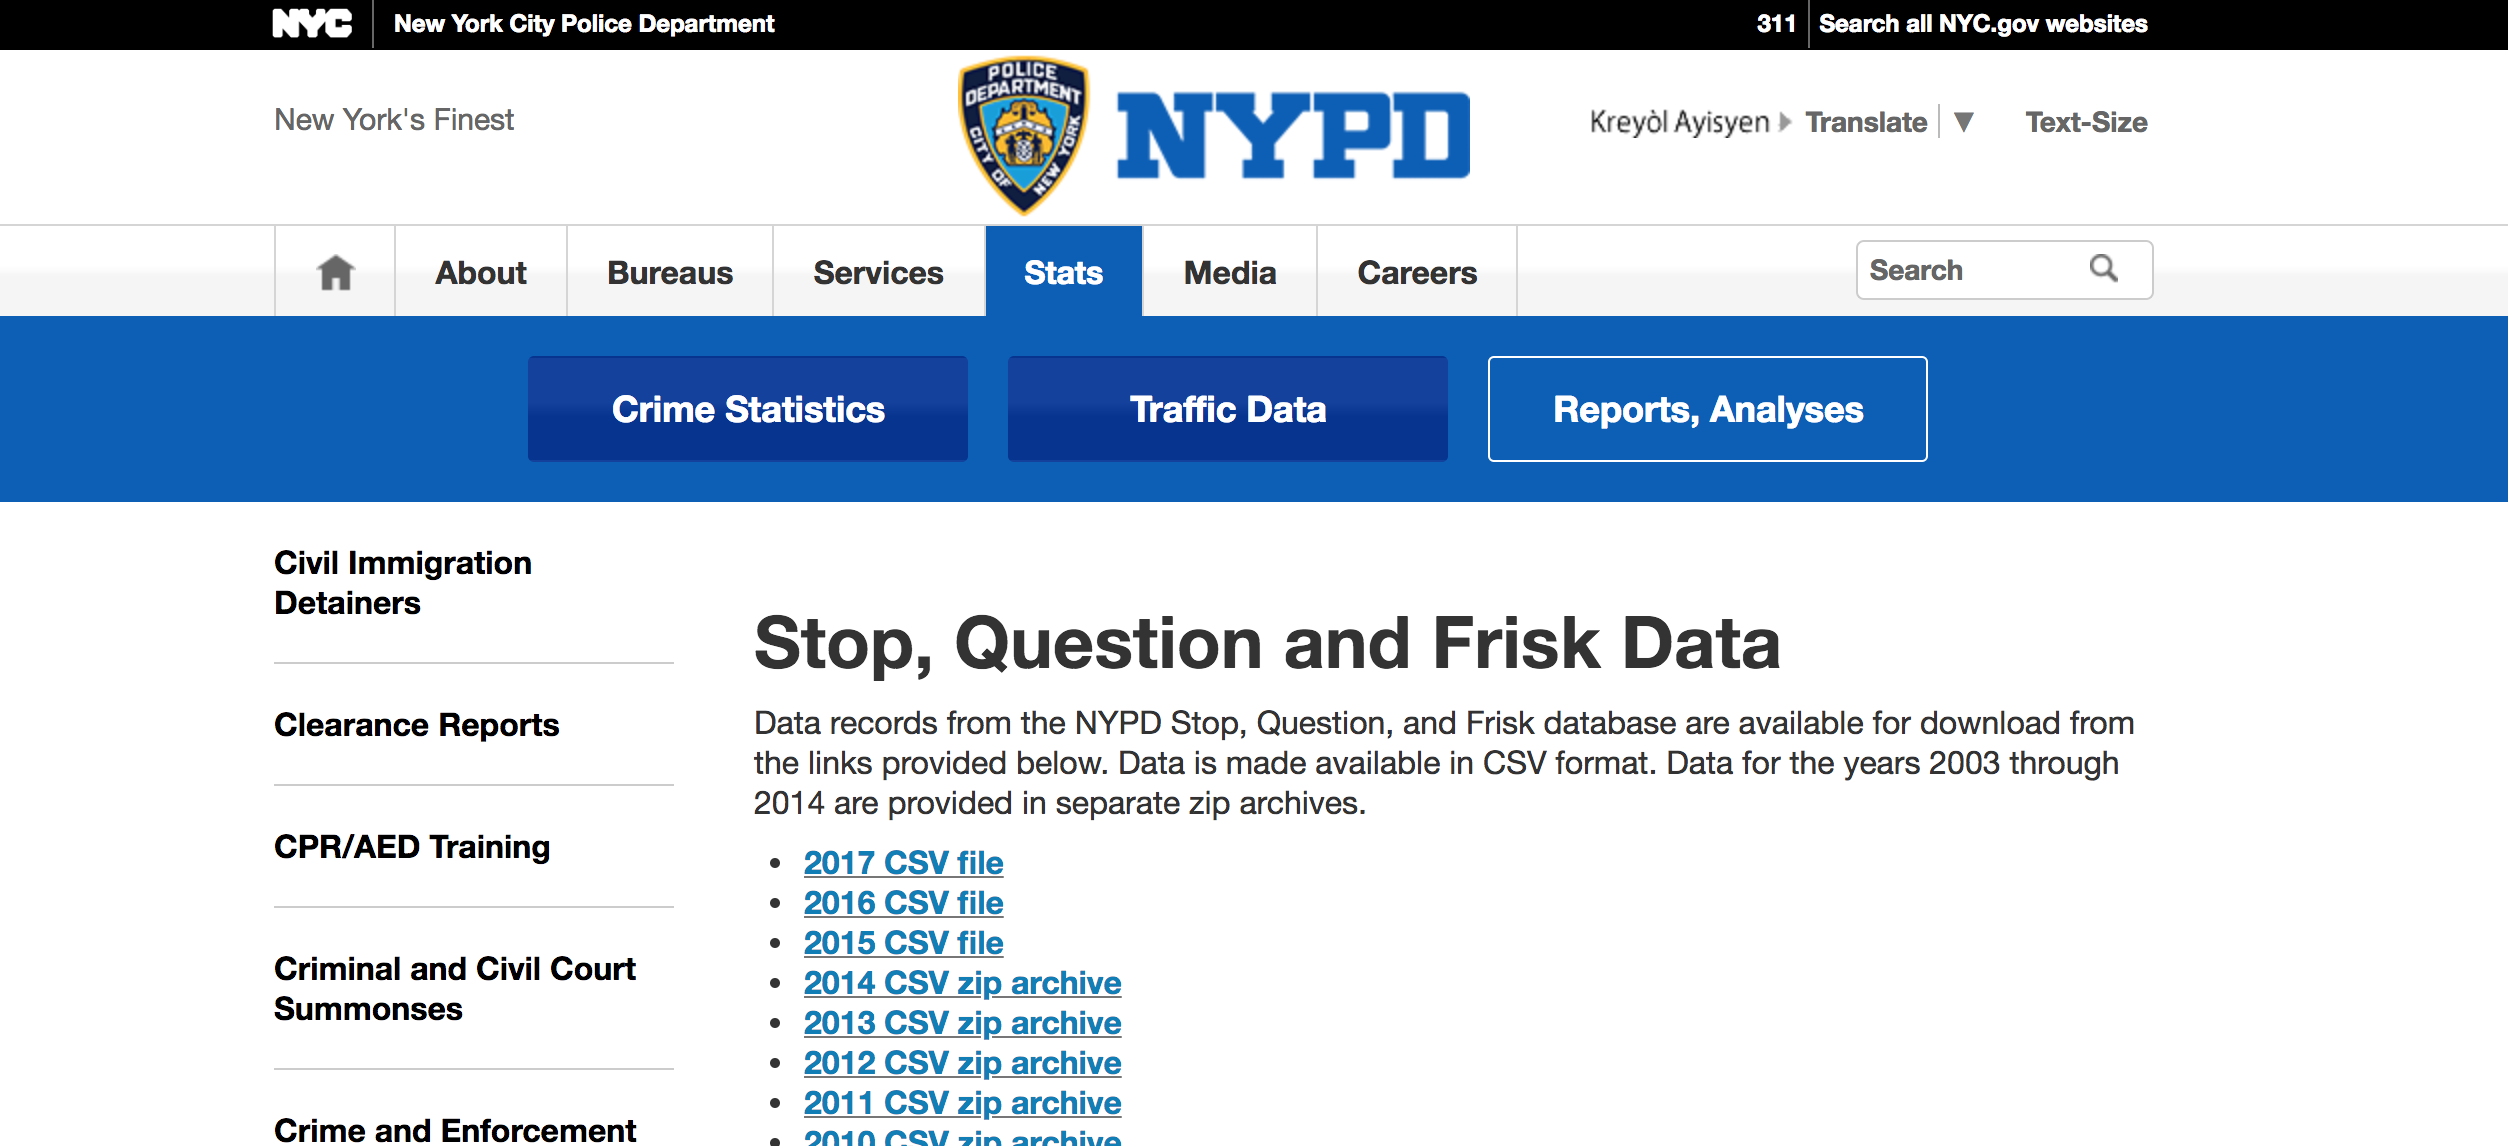 NYC
New York City Police Department
311
Search all NYC.gov websites
New York's Finest
POLICE
DEPARTMENT
CITY OF
NEW YORK
NYPD
Kreyòl Ayisyen
Translate
▼
Text-Size
About
Bureaus
Services
Stats
Media
Careers
Search
Crime Statistics
Traffic Data
Reports, Analyses
Civil Immigration
Detainers
Clearance Reports
CPR/AED Training
Criminal and Civil Court
Summonses
Crime and Enforcement
Stop, Question and Frisk Data
Data records from the NYPD Stop, Question, and Frisk database are available for download from
the links provided below. Data is made available in CSV format. Data for the years 2003 through
2014 are provided in separate zip archives.
• 2017 CSV file
• 2016 CSV file
• 2015 CSV file
• 2014 CSV zip archive
• 2013 CSV zip archive
• 2012 CSV zip archive
• 2011 CSV zip archive
• 2010 CSV zip archive